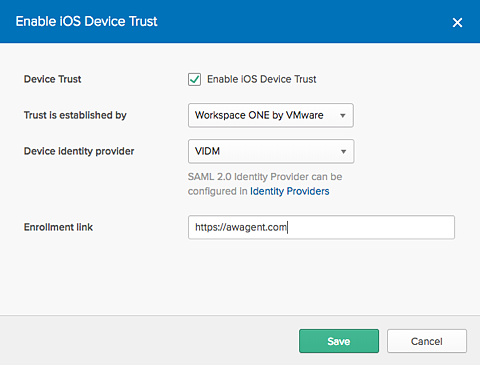 Enable iOS Device Trust
Device Trust
Enable iOS Device Trust
Trust is established by
Workspace ONE by VMware
Device identity provider
VIDM
SAML 2.0 Identity Provider can be
configured in Identity Providers
Enrollment link
https://awagent.com
Save
Cancel